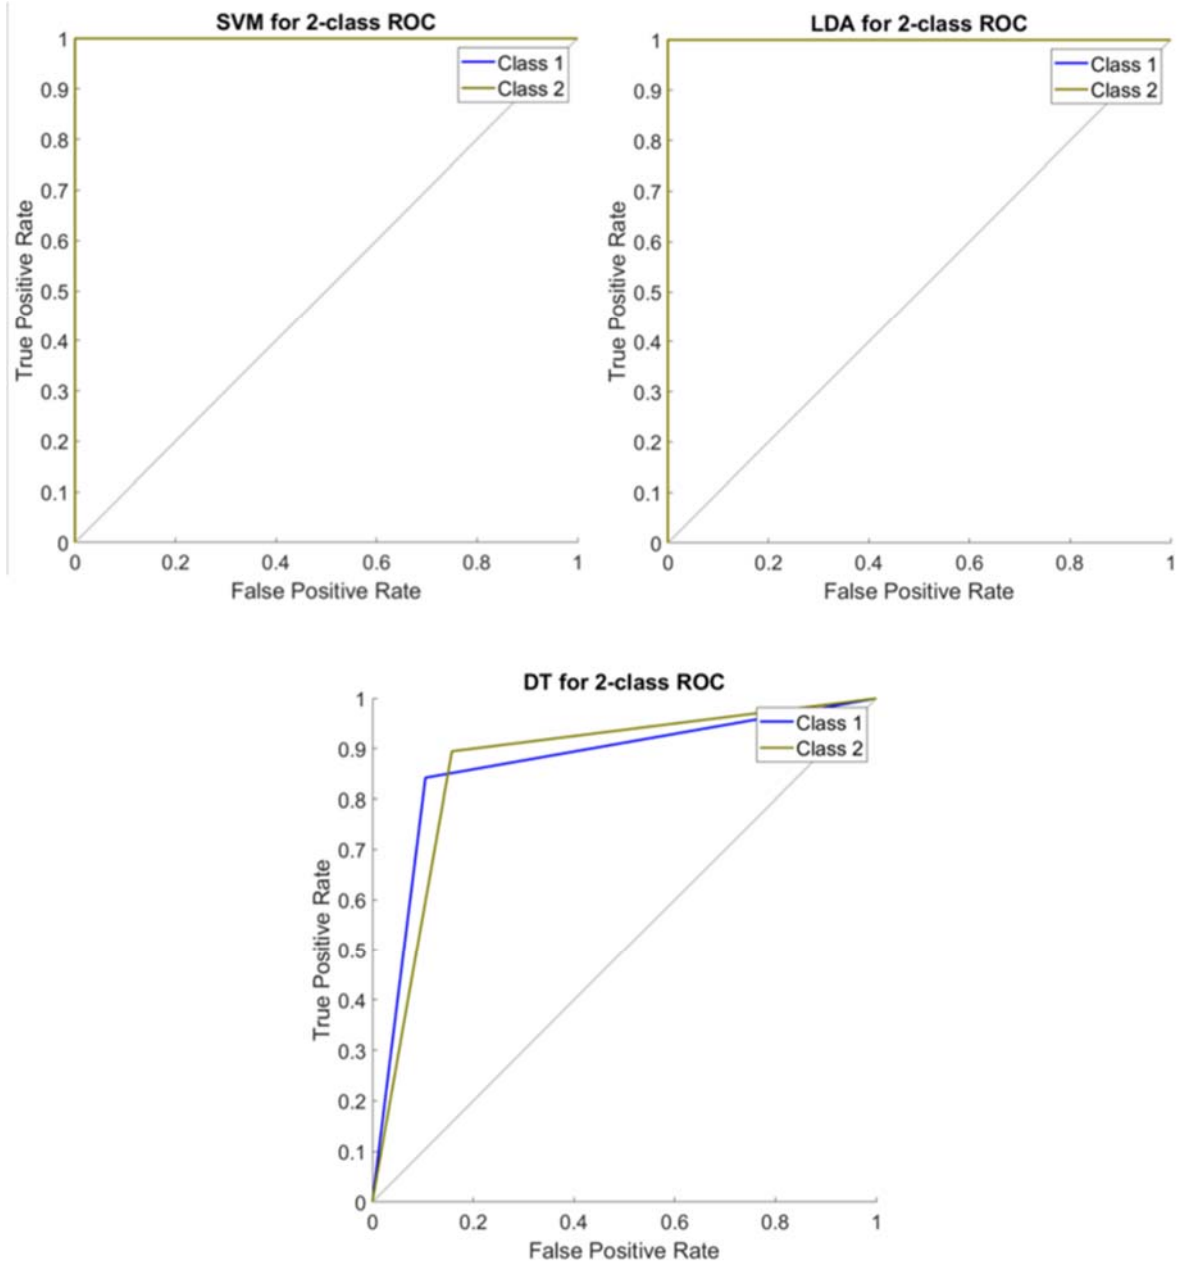 SVM for 2-class ROC
1
0.9
0.8
0.7
0.6
0.5
0.4
0.3
0.2
0.1
0
True Positive Rate
Class 1
Class 2
0 0.2 0.4 0.6 0.8 1
False Positive Rate
LDA for 2-class ROC
1
0.9
0.8
0.7
0.6
0.5
0.4
0.3
0.2
0.1
0
True Positive Rate
Class 1
Class 2
0 0.2 0.4 0.6 0.8 1
False Positive Rate
DT for 2-class ROC
1
0.9
0.8
0.7
0.6
0.5
0.4
0.3
0.2
0.1
0
True Positive Rate
Class 1
Class 2
0 0.2 0.4 0.6 0.8 1
False Positive Rate